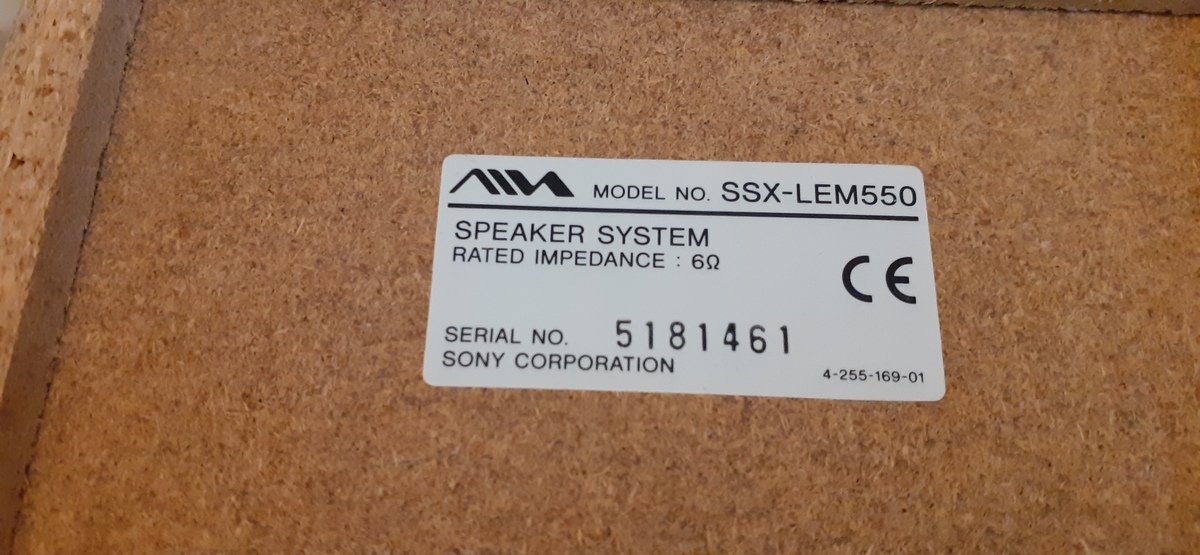 AIWA MODEL NO. SSX-LEM550
SPEAKER SYSTEM
RATED IMPEDANCE : 6Ω
CE
SERIAL NO. 5181461
SONY CORPORATION
4-255-169-01